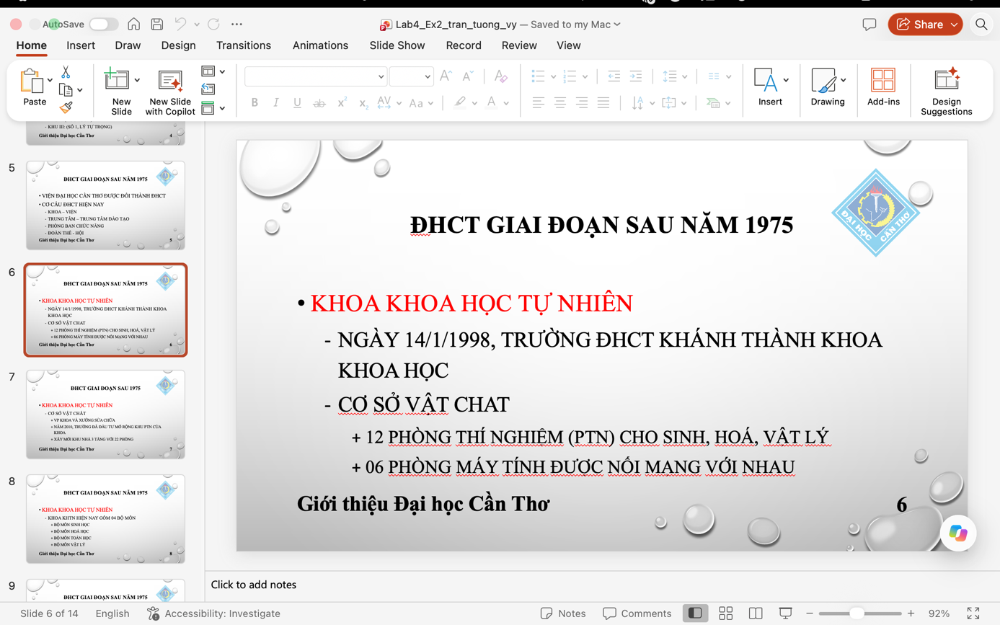 AutoSave
Lab4_Ex2_tran_tuong_vy — Saved to my Mac
Share
Home Insert Draw Design Transitions Animations Slide Show Record Review View
Paste
New Slide
New Slide with Copilot
B I U ab x² x₂ AV Aa A
Insert
Drawing
Add-ins
Design Suggestions
- KHU III: (SỐ 1, LÝ TỰ TRỌNG)
Giới thiệu Đại học Cần Thơ 4
5
ĐHCT GIAI ĐOẠN SAU NĂM 1975
• VIỆN ĐẠI HỌC CẦN THƠ ĐƯỢC ĐỔI THÀNH ĐHCT
• CƠ CẤU ĐHCT HIỆN NAY
- KHOA – VIỆN
- TRUNG TÂM – TRUNG TÂM ĐÀO TẠO
- PHÒNG BAN CHỨC NĂNG
- ĐOÀN THỂ - HỘI
Giới thiệu Đại học Cần Thơ 5
6
ĐHCT GIAI ĐOẠN SAU NĂM 1975
• KHOA KHOA HỌC TỰ NHIÊN
- NGÀY 14/1/1998, TRƯỜNG ĐHCT KHÁNH THÀNH KHOA
KHOA HỌC
- CƠ SỞ VẬT CHAT
+ 12 PHÒNG THÍ NGHIỆM (PTN) CHO SINH, HOÁ, VẬT LÝ
+ 06 PHÒNG MÁY TÍNH ĐƯỢC NỐI MẠNG VỚI NHAU
Giới thiệu Đại học Cần Thơ 6
7
ĐHCT GIAI ĐOẠN SAU NĂM 1975
• KHOA KHOA HỌC TỰ NHIÊN
- CƠ SỞ VẬT CHẤT
+ VP KHOA VÀ XƯỞNG SỬA CHỮA
+ NĂM 2010, TRƯỜNG ĐÃ ĐẦU TƯ MỞ RỘNG KHU PTN CỦA
KHOA
+ XÂY MỚI KHU NHÀ 3 TẦNG VỚI 22 PHÒNG
Giới thiệu Đại học Cần Thơ 7
8
ĐHCT GIAI ĐOẠN SAU NĂM 1975
• KHOA KHOA HỌC TỰ NHIÊN
- KHOA KHTN HIỆN NAY GỒM 04 BỘ MÔN
+ BỘ MÔN SINH HỌC
+ BỘ MÔN HOÁ HỌC
+ BỘ MÔN TOÁN HỌC
+ BỘ MÔN VẬT LÝ
Giới thiệu Đại học Cần Thơ 8
9
ĐHCT GIAI ĐOẠN SAU NĂM 1975
ĐẠI HỌC CẦN THƠ
ĐHCT GIAI ĐOẠN SAU NĂM 1975
• KHOA KHOA HỌC TỰ NHIÊN
- NGÀY 14/1/1998, TRƯỜNG ĐHCT KHÁNH THÀNH KHOA
KHOA HỌC
- CƠ SỞ VẬT CHAT
+ 12 PHÒNG THÍ NGHIỆM (PTN) CHO SINH, HOÁ, VẬT LÝ
+ 06 PHÒNG MÁY TÍNH ĐƯỢC NỐI MẠNG VỚI NHAU
Giới thiệu Đại học Cần Thơ 6
Click to add notes
Slide 6 of 14 English Accessibility: Investigate Notes Comments 92%